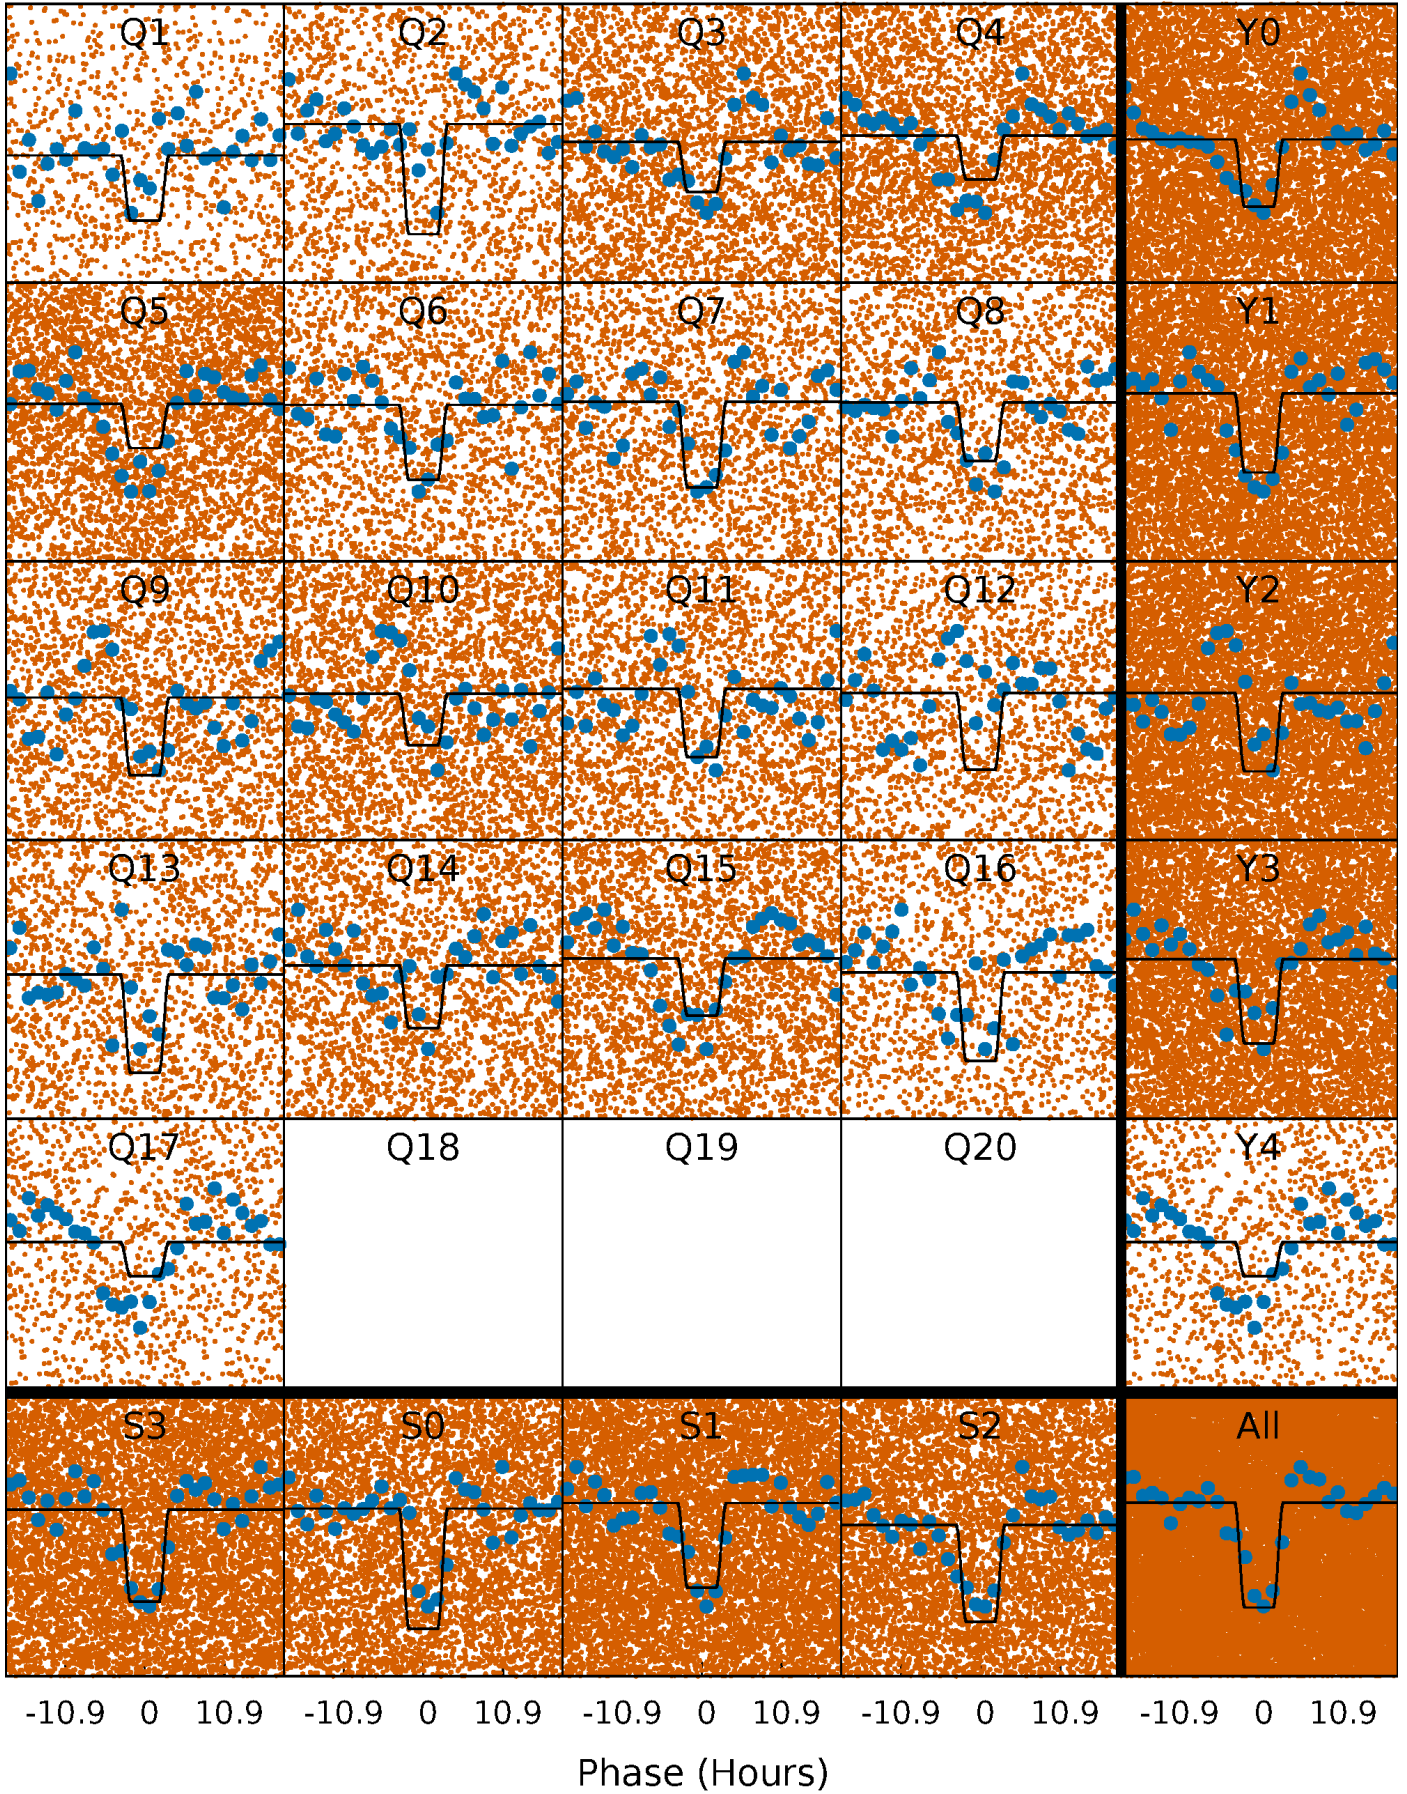 Q1 Q2 Q3 Q4 Y0
Q5 Q6 Q7 Q8 Y1
Q9 Q10 Q11 Q12 Y2
Q13 Q14 Q15 Q16 Y3
Q17 Q18 Q19 Q20 Y4
S3 S0 S1 S2 All
-10.9 0 10.9 -10.9 0 10.9 -10.9 0 10.9 -10.9 0 10.9 -10.9 0 10.9
Phase (Hours)